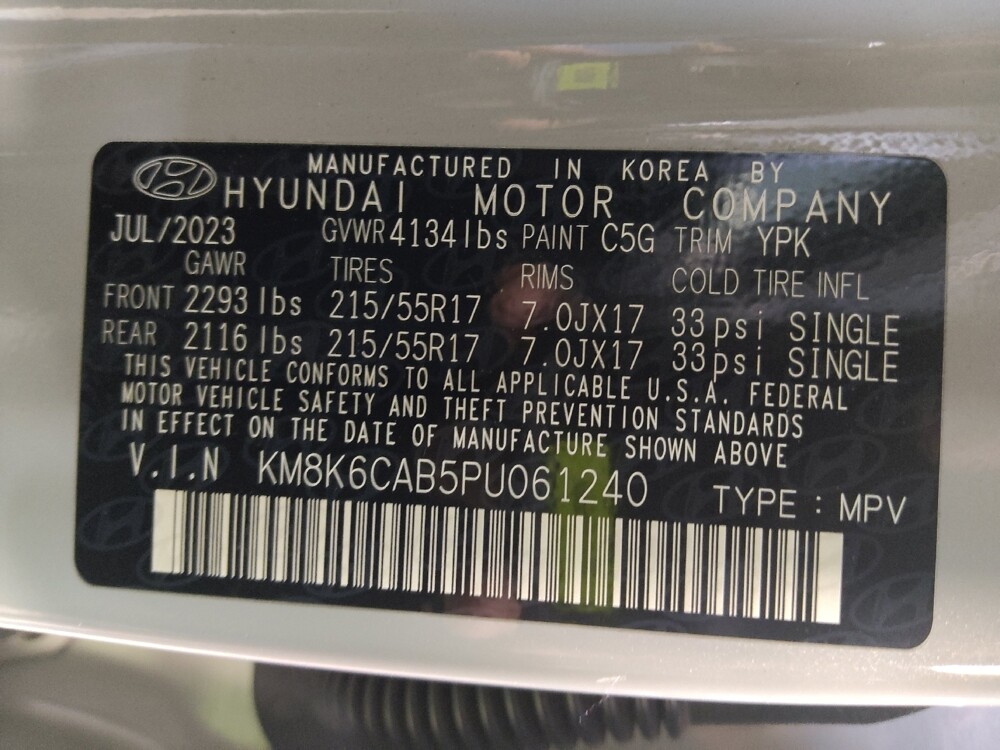 MANUFACTURED IN KOREA BY
HYUNDAI MOTOR COMPANY
JUL/2023 GVWR 4134lbs PAINT C5G TRIM YPK
GAWR TIRES RIMS COLD TIRE INFL
FRONT 2293 lbs 215/55R17 7.0JX17 33psi SINGLE
REAR 2116 lbs 215/55R17 7.0JX17 33psi SINGLE
THIS VEHICLE CONFORMS TO ALL APPLICABLE U.S.A. FEDERAL
MOTOR VEHICLE SAFETY AND THEFT PREVENTION STANDARDS
IN EFFECT ON THE DATE OF MANUFACTURE SHOWN ABOVE
V.I.N KM8K6CAB5PU061240 TYPE : MPV